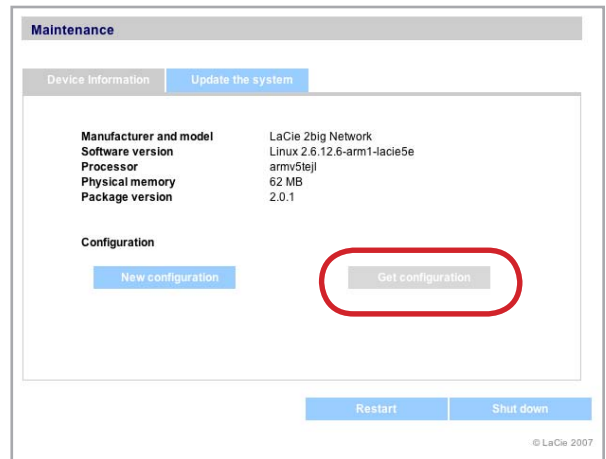 Maintenance
Device Information Update the system
Manufacturer and model LaCie 2big Network
Software version Linux 2.6.12.6-arm1-lacie5e
Processor armv5tejl
Physical memory 62 MB
Package version 2.0.1
Configuration
New configuration Get configuration
Restart Shut down
© LaCie 2007